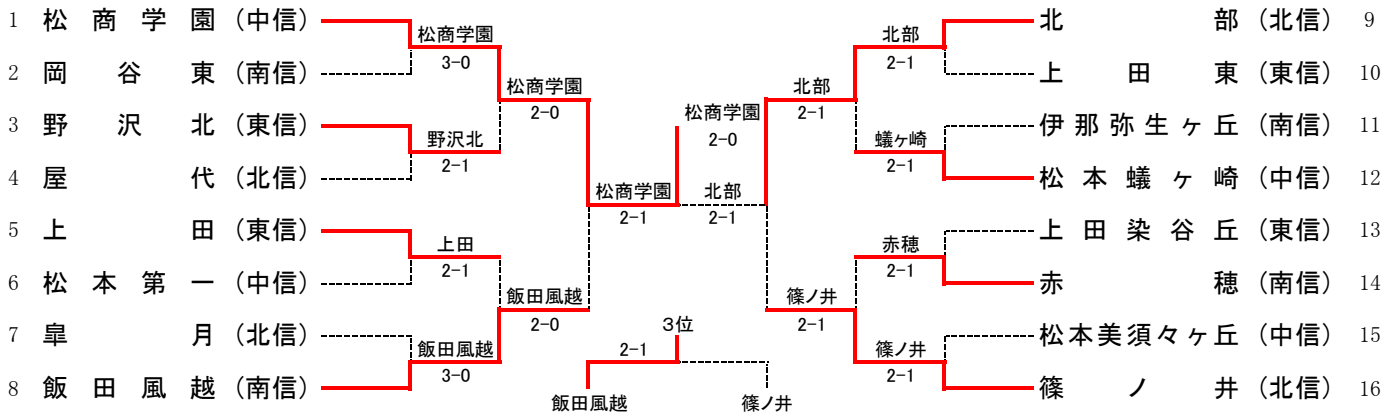 1 松商学園 (中信)
2 岡谷東 (南信)
3 野沢北 (東信)
4 屋代 (北信)
5 上田 (東信)
6 松本第一 (中信)
7 皐月 (北信)
8 飯田風越 (南信)
松商学園
3-0
野沢北
2-1
上田
2-1
飯田風越
3-0
松商学園
2-0
飯田風越
2-0
松商学園
2-1
松商学園
2-0
北部
2-1
3位
2-1
飯田風越
篠ノ井
北部
2-1
篠ノ井
2-1
北部
2-1
蟻ヶ崎
2-1
赤穂
2-1
篠ノ井
2-1
北部 (北信) 9
上田東 (東信) 10
伊那弥生ヶ丘 (南信) 11
松本蟻ヶ崎 (中信) 12
上田染谷丘 (東信) 13
赤穂 (南信) 14
松本美須々ヶ丘 (中信) 15
篠ノ井 (北信) 16